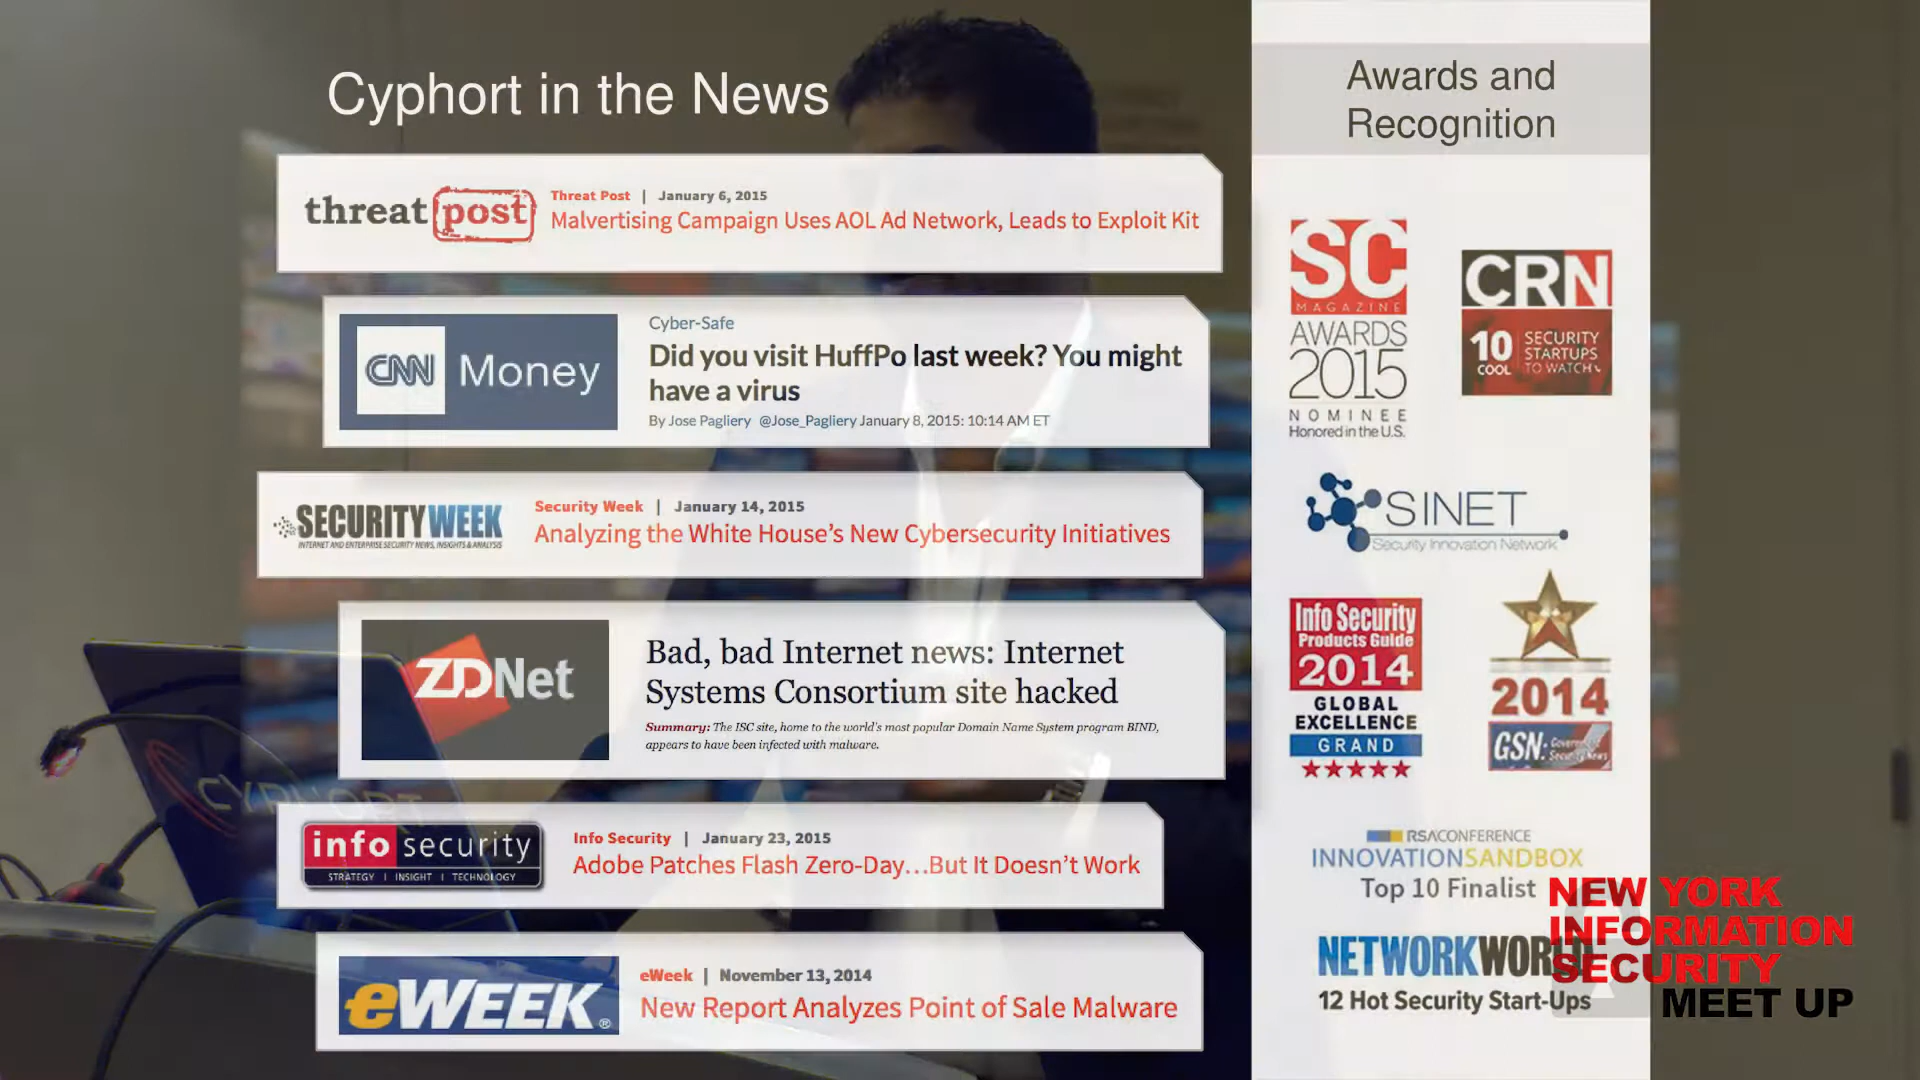 Cyphort in the News
threatpost
Threat Post | January 6, 2015
Malvertising Campaign Uses AOL Ad Network, Leads to Exploit Kit
CNN Money
Cyber-Safe
Did you visit HuffPo last week? You might
have a virus
By Jose Pagliery @Jose_Pagliery January 8, 2015: 10:14 AM ET
SECURITYWEEK
INTERNET AND ENTERPRISE SECURITY NEWS, INSIGHTS & ANALYSIS
Security Week | January 14, 2015
Analyzing the White House's New Cybersecurity Initiatives
ZDNet
Bad, bad Internet news: Internet
Systems Consortium site hacked
Summary: The ISC site, home to the world's most popular Domain Name System program BIND,
appears to have been infected with malware.
info security
STRATEGY | INSIGHT | TECHNOLOGY
Info Security | January 23, 2015
Adobe Patches Flash Zero-Day...But It Doesn't Work
eWEEK®
eWeek | November 13, 2014
New Report Analyzes Point of Sale Malware
CYPHORT
Awards and
Recognition
SC
MAGAZINE
AWARDS
2015
NOMINEE
Honored in the U.S.
CRN
10
COOL
SECURITY
STARTUPS
TO WATCH
SINET
Security Innovation Network
Info Security
Products Guide
2014
GLOBAL
EXCELLENCE
GRAND
2014
GSN. Government
Security News
RSACONFERENCE
INNOVATIONSANDBOX
Top 10 Finalist
NETWORKWORLD
12 Hot Security Start-Ups
NEW YORK
INFORMATION
SECURITY
MEET UP